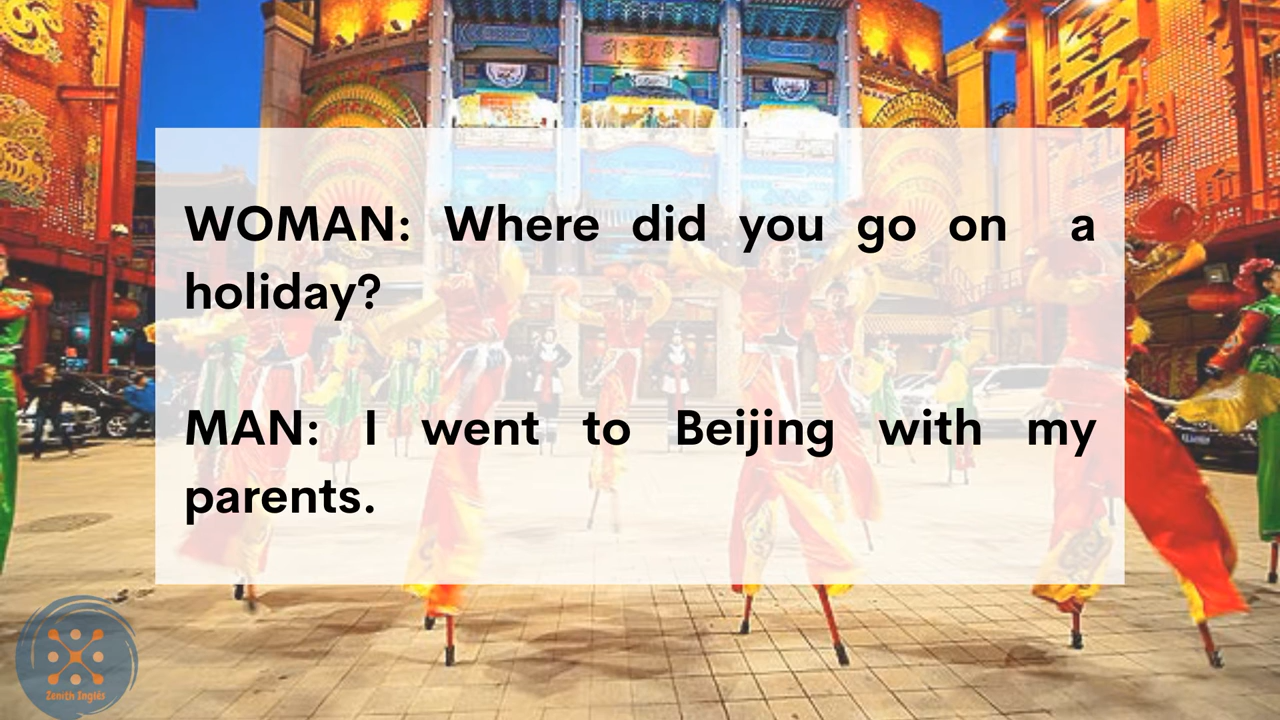 WOMAN: Where did you go on a
holiday?
MAN: I went to Beijing with my
parents.
Zenith Inglés